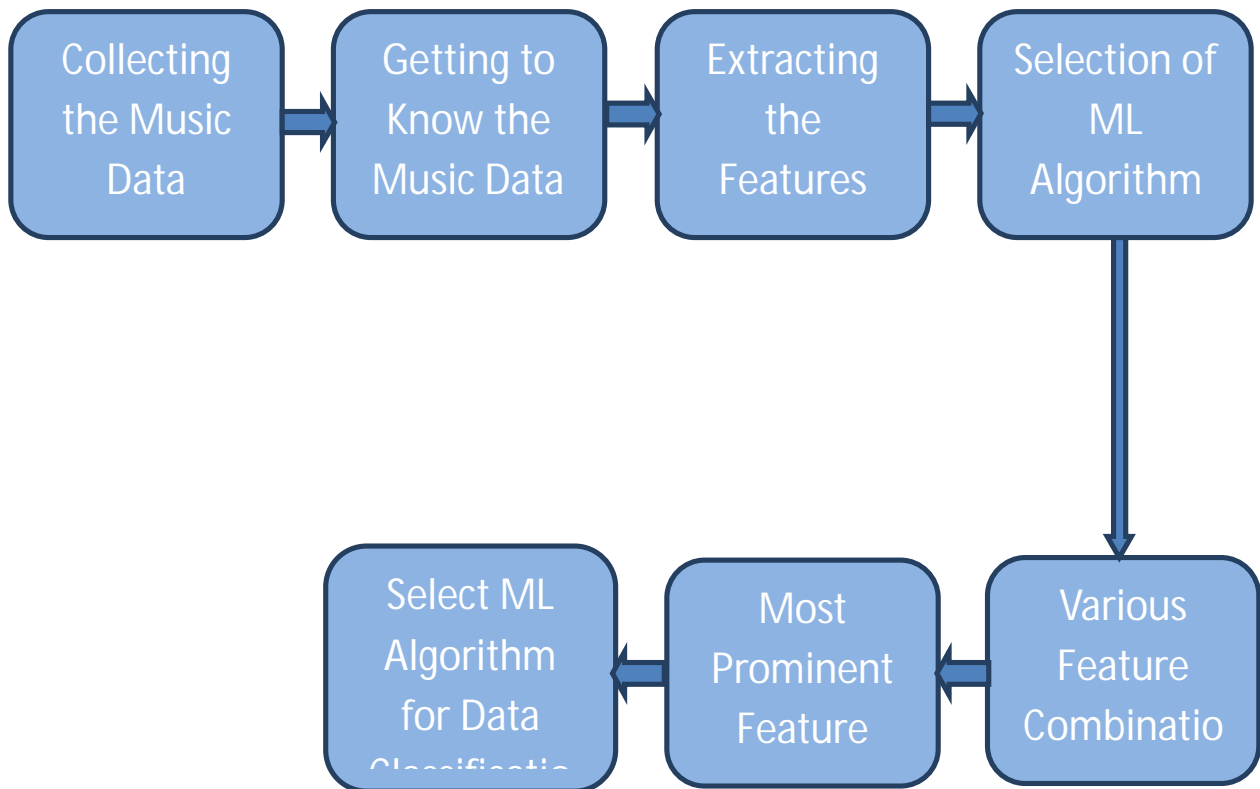 Collecting
the Music
Data
Getting to
Know the
Music Data
Extracting
the
Features
Selection of
ML
Algorithm
Various
Feature
Combinatio
Most
Prominent
Feature
Select ML
Algorithm
for Data
Classificatio